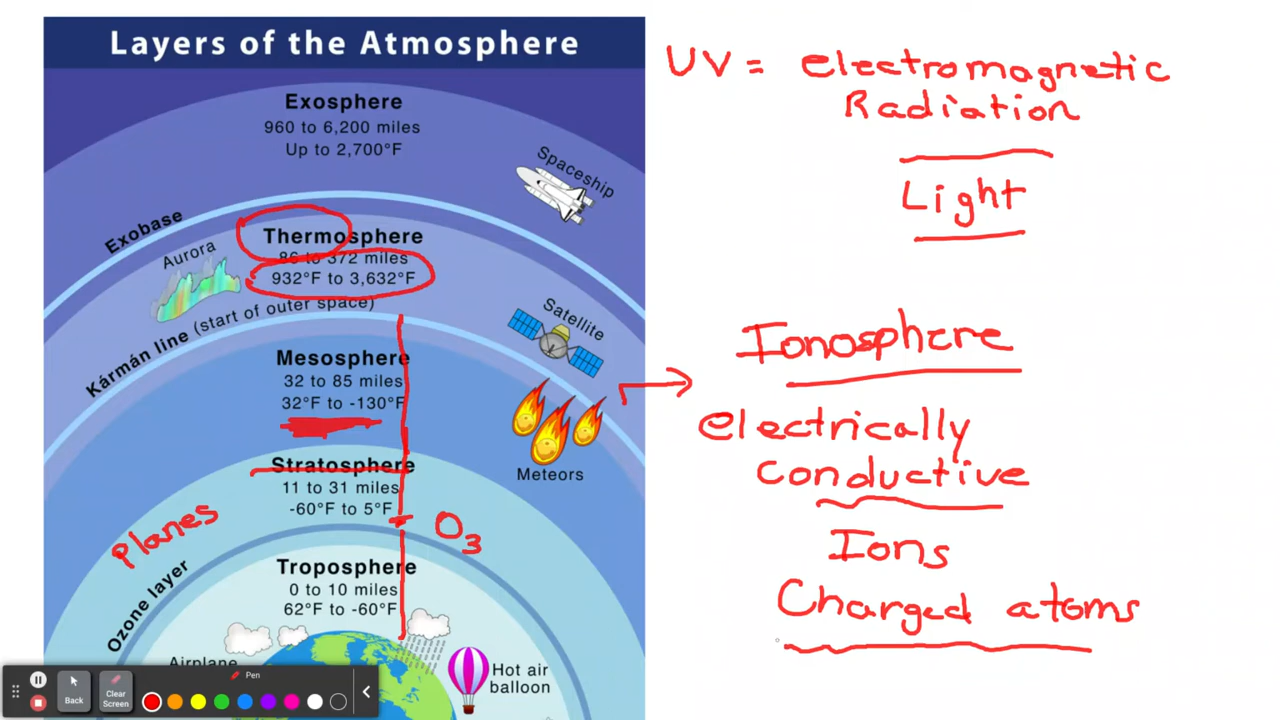 Layers of the Atmosphere
Exosphere
960 to 6,200 miles
Up to 2,700°F
Spaceship
Exobase
Thermosphere
86 to 372 miles
932°F to 3,632°F
Aurora
Kármán line (start of outer space)
Satellite
Mesosphere
32 to 85 miles
32°F to -130°F
Meteors
Stratosphere
11 to 31 miles
-60°F to 5°F
Planes
O3
Ozone layer
Troposphere
0 to 10 miles
62°F to -60°F
Airplane
Hot air
balloon
UV = electromagnetic
Radiation
Light
Ionosphere
electrically
conductive
Ions
Charged atoms
Pen
Back
Clear
Screen